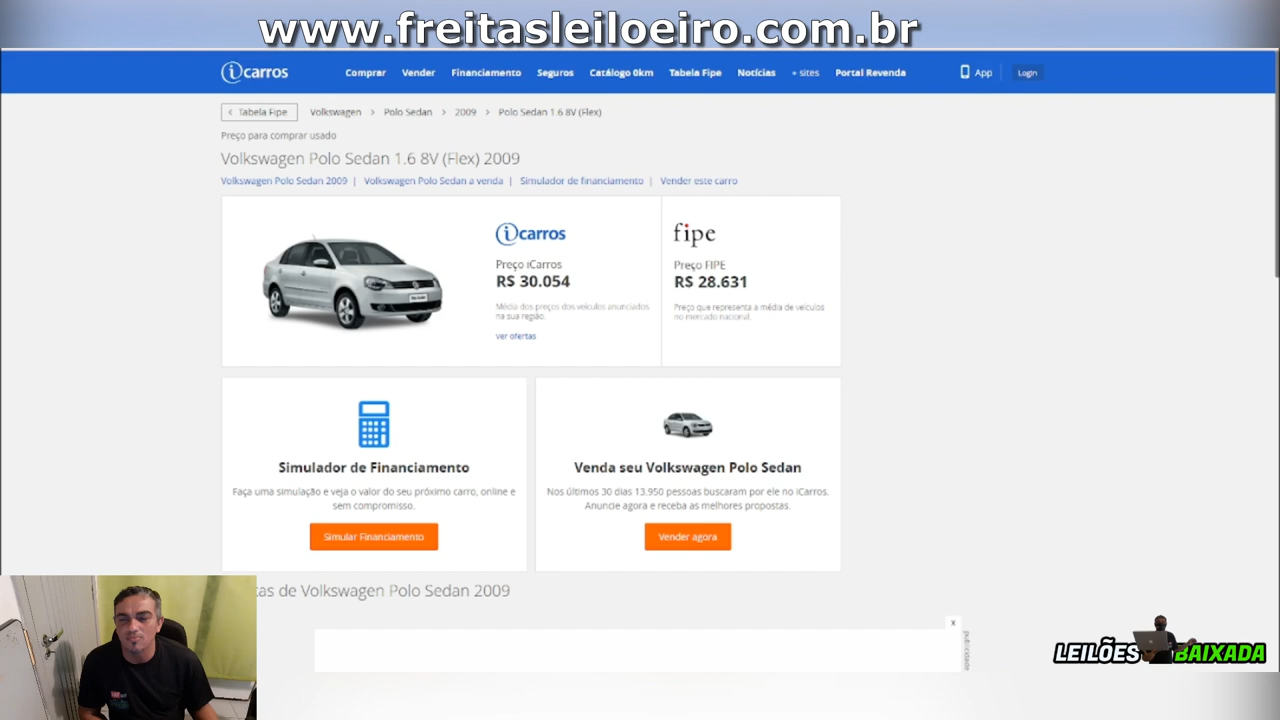 www.freitasleiloeiro.com.br
icarros
Comprar Vender Financiamento Seguros Catálogo 0km Tabela Fipe Notícias + sites Portal Revenda App Login
< Tabela Fipe Volkswagen > Polo Sedan > 2009 > Polo Sedan 1.6 8V (Flex)
Preço para comprar usado
Volkswagen Polo Sedan 1.6 8V (Flex) 2009
Volkswagen Polo Sedan 2009 | Volkswagen Polo Sedan a venda | Simulador de financiamento | Vender este carro
icarros
Preço iCarros
R$ 30.054
Média dos preços dos veículos anunciados
na sua região.
ver ofertas
fipe
Preço FIPE
R$ 28.631
Preço que representa a média de veículos
no mercado nacional.
Simulador de Financiamento
Faça uma simulação e veja o valor do seu próximo carro, online e
sem compromisso.
Simular Financiamento
Venda seu Volkswagen Polo Sedan
Nos últimos 30 dias 13.950 pessoas buscaram por ele no iCarros.
Anuncie agora e receba as melhores propostas.
Vender agora
as de Volkswagen Polo Sedan 2009
x
publicidade
LEILÕES BAIXADA